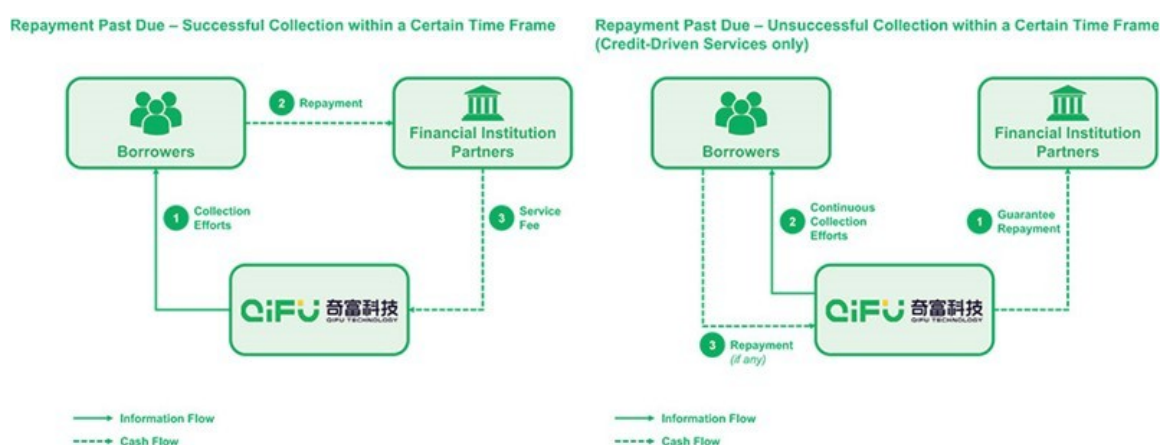 Repayment Past Due – Successful Collection within a Certain Time Frame
Borrowers
2 Repayment
Financial Institution
Partners
1 Collection
Efforts
3 Service
Fee
QiFU 奇富科技
QIFU TECHNOLOGY
Information Flow
Cash Flow
Repayment Past Due – Unsuccessful Collection within a Certain Time Frame
(Credit-Driven Services only)
Borrowers
Financial Institution
Partners
2 Continuous
Collection
Efforts
1 Guarantee
Repayment
QiFU 奇富科技
QIFU TECHNOLOGY
3 Repayment
(if any)
Information Flow
Cash Flow